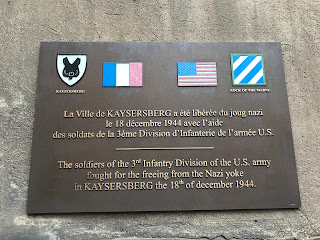 KAYSERSBERG
ROCK OF THE MARNE
La Ville de KAYSERSBERG a été libérée du joug nazi
le 18 décembre 1944 avec l'aide
des soldats de la 3ème Division d'Infanterie de l'armée U.S.
The soldiers of the 3rd Infantry Division of the U.S. army
fought for the freeing from the Nazi yoke
in KAYSERSBERG the 18th of december 1944.